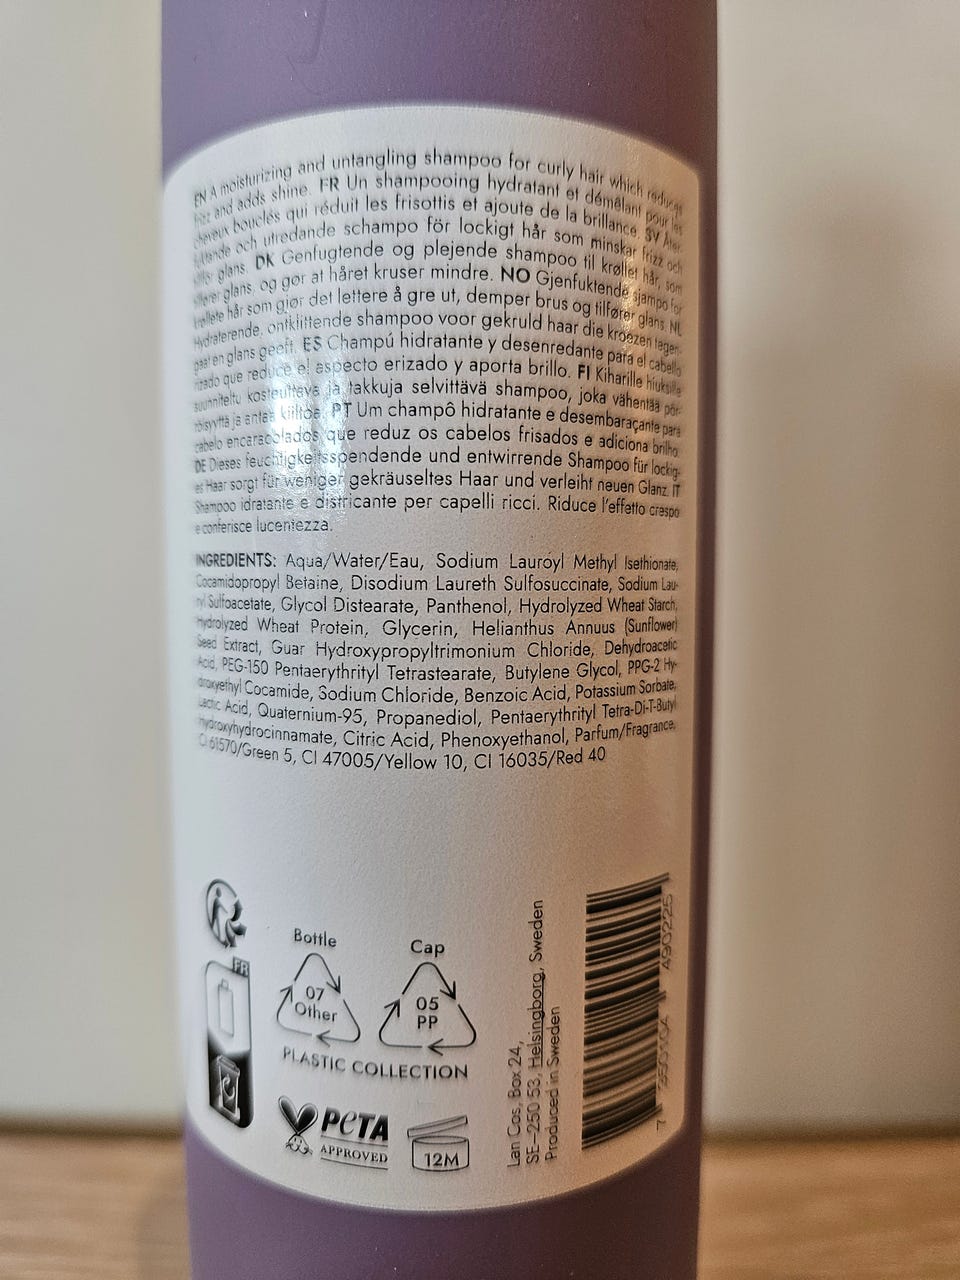 EN A moisturizing and untangling shampoo for curly hair which reduces
frizz and adds shine. FR Un shampooing hydratant et démêlant pour les
cheveux bouclés qui réduit les frisottis et ajoute de la brillance. SV Åter-
fuktande och utredande schampo för lockigt hår som minskar frizz och
tillför glans. DK Genfugtende og plejende shampoo til krøllet hår, som
tilfører glans, og gør at håret kruser mindre. NO Gjenfuktende sjampo for
krøllete hår som gjør det lettere å gre ut, demper brus og tilfører glans. NL
Hydraterende, ontklittende shampoo voor gekruld haar die kroezen tegen-
gaat en glans geeft. ES Champú hidratante y desenredante para el cabello
rizado que reduce el aspecto erizado y aporta brillo. FI Kiharille hiuksille
suunniteltu kosteuttava ja takkuja selvittävä shampoo, joka vähentää pör-
röisyyttä ja antaa kiiltoa. PT Um champô hidratante e desembaraçante para
cabelo encaracolados que reduz os cabelos frisados e adiciona brilho
DE Dieses feuchtigkeitsspendende und entwirrende Shampoo für lockig-
es Haar sorgt für weniger gekräuseltes Haar und verleiht neuen Glanz. IT
Shampoo idratante e districante per capelli ricci. Riduce l'effetto crespo
e conferisce lucentezza.
INGREDIENTS: Aqua/Water/Eau, Sodium Lauroyl Methyl Isethionate,
Cocamidopropyl Betaine, Disodium Laureth Sulfosuccinate, Sodium Lau-
ryl Sulfoacetate, Glycol Distearate, Panthenol, Hydrolyzed Wheat Starch,
Hydrolyzed Wheat Protein, Glycerin, Helianthus Annuus (Sunflower)
Seed Extract, Guar Hydroxypropyltrimonium Chloride, Dehydroacetic
Acid, PEG-150 Pentaerythrityl Tetrastearate, Butylene Glycol, PPG-2 Hy-
droxyethyl Cocamide, Sodium Chloride, Benzoic Acid, Potassium Sorbate,
Lactic Acid, Quaternium-95, Propanediol, Pentaerythrityl Tetra-Di-T-Butyl
Hydroxyhydrocinnamate, Citric Acid, Phenoxyethanol, Parfum/Fragrance,
CI 61570/Green 5, CI 47005/Yellow 10, CI 16035/Red 40
FR
Bottle
07
Other
Cap
05
PP
PLASTIC COLLECTION
PETA
APPROVED
12M
Lan Cos, Box 24,
SE–250 53, Helsingborg, Sweden
Produced in Sweden
7 350104 490225